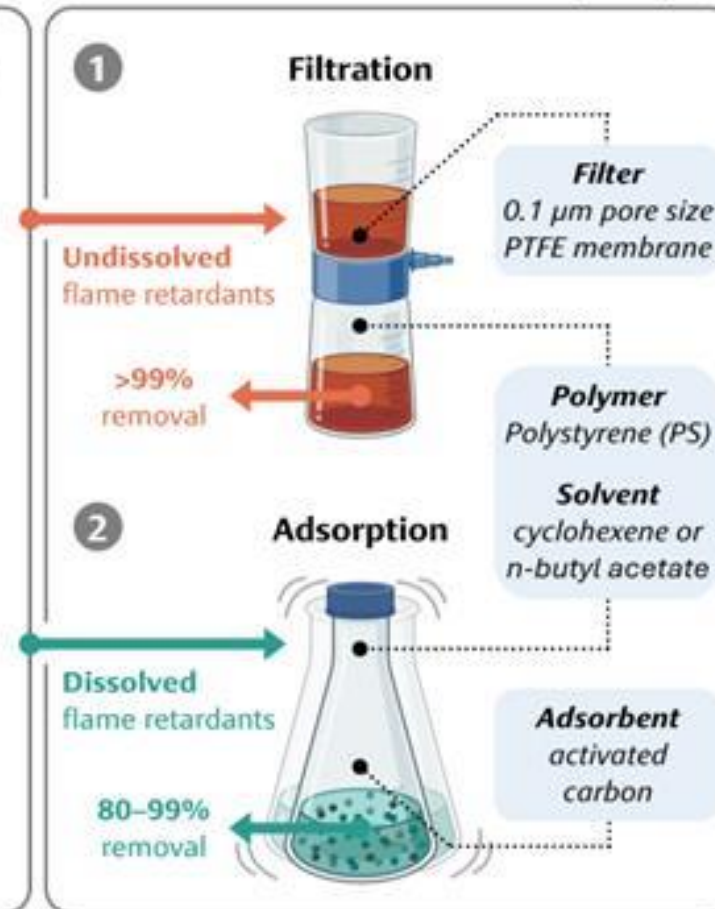 1
Filtration
Filter
0.1 µm pore size
PTFE membrane
Undissolved
flame retardants
>99%
removal
Polymer
Polystyrene (PS)
Solvent
cyclohexene or
n-butyl acetate
2
Adsorption
Dissolved
flame retardants
Adsorbent
activated
carbon
80–99%
removal